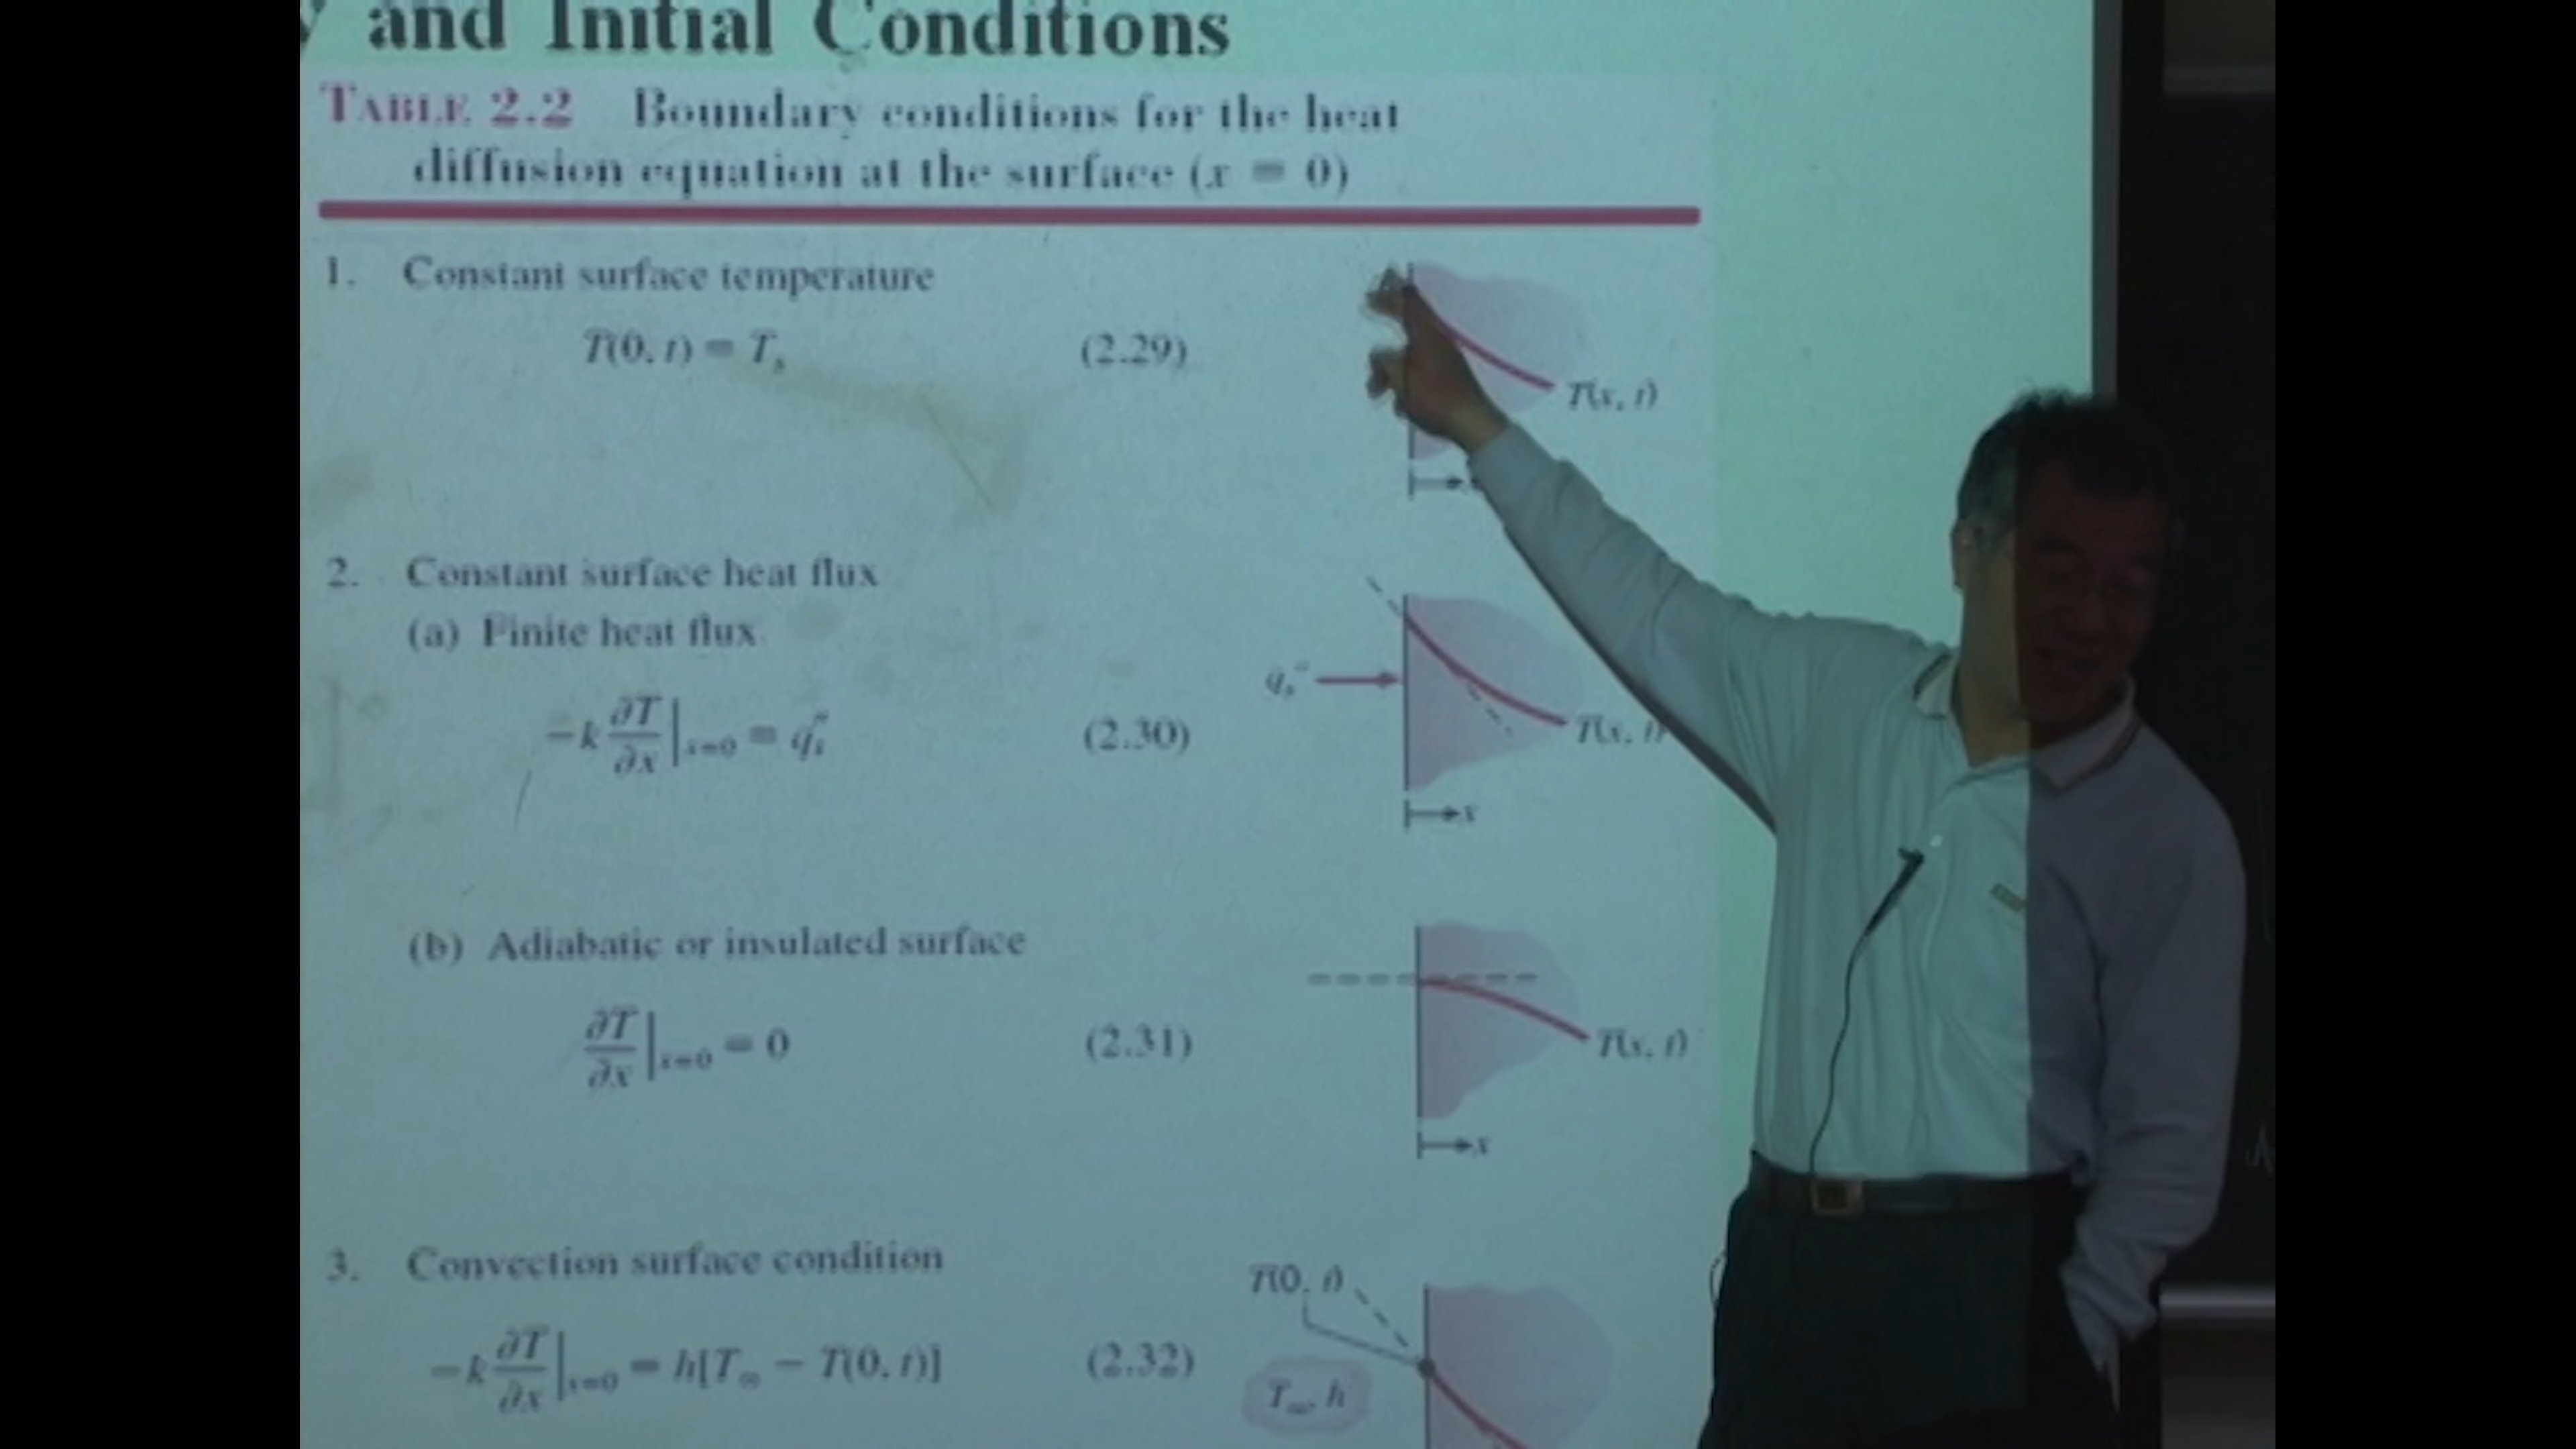 and Initial Conditions
TABLE 2.2 Boundary conditions for the heat
diffusion equation at the surface (x = 0)
1. Constant surface temperature
T(0, t) = Tₛ (2.29)
T(x, t)
2. Constant surface heat flux
(a) Finite heat flux
qₛ″
−k ∂T/∂x|ₓ₌₀ = qₛ″ (2.30)
T(x, t)
x
(b) Adiabatic or insulated surface
∂T/∂x|ₓ₌₀ = 0 (2.31)
T(x, t)
x
3. Convection surface condition
T(0, t)
−k ∂T/∂x|ₓ₌₀ = h[T∞ − T(0, t)] (2.32)
T∞, h